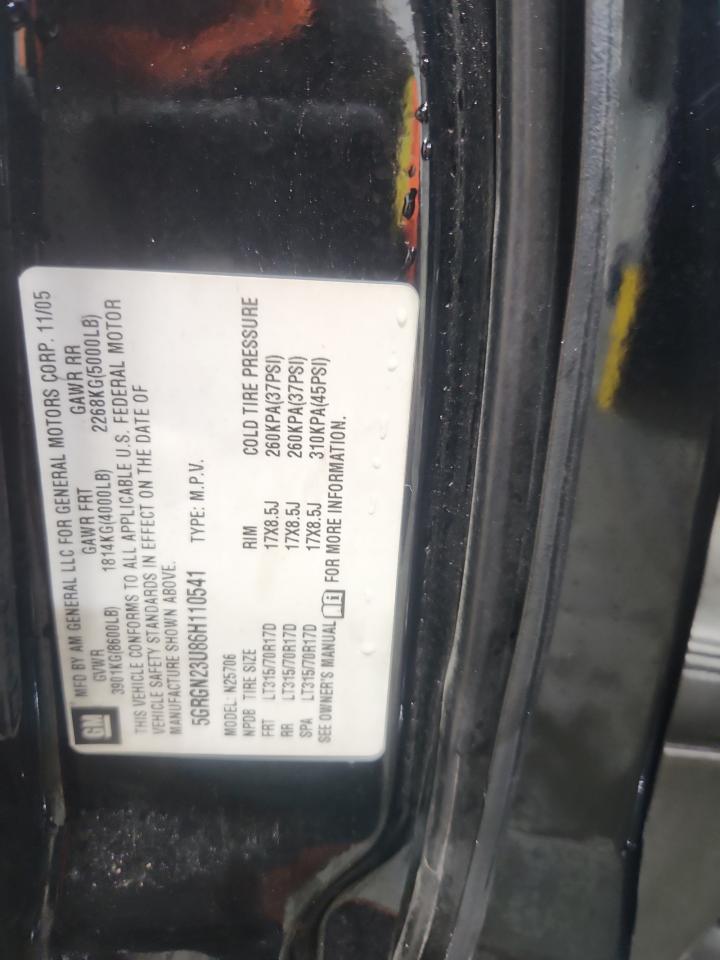 GM MFD BY AM GENERAL LLC FOR GENERAL MOTORS CORP. 11/05
GVWR GAWR FRT GAWR RR
3901KG(8600LB) 1814KG(4000LB) 2268KG(5000LB)
THIS VEHICLE CONFORMS TO ALL APPLICABLE U.S. FEDERAL MOTOR
VEHICLE SAFETY STANDARDS IN EFFECT ON THE DATE OF
MANUFACTURE SHOWN ABOVE.
5GRGN23U86H110541 TYPE: M.P.V.
MODEL: N25706
NPDB TIRE SIZE RIM COLD TIRE PRESSURE
FRT LT315/70R17D 17X8.5J 260KPA(37PSI)
RR LT315/70R17D 17X8.5J 260KPA(37PSI)
SPA LT315/70R17D 17X8.5J 310KPA(45PSI)
SEE OWNER'S MANUAL i FOR MORE INFORMATION.